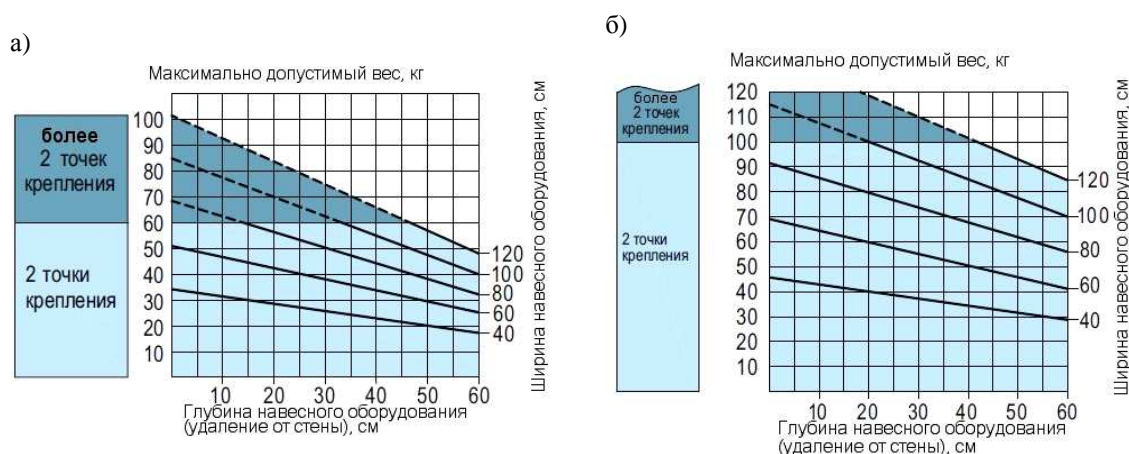 а)
Максимально допустимый вес, кг
более
2 точек
крепления
2 точки
крепления
100
90
80
70
60
50
40
30
20
10
10 20 30 40 50 60
120
100
80
60
40
Ширина навесного оборудования, см
Глубина навесного оборудования
(удаление от стены), см
б)
Максимально допустимый вес, кг
более
2 точек
крепления
2 точки
крепления
120
110
100
90
80
70
60
50
40
30
20
10
10 20 30 40 50 60
120
100
80
60
40
Ширина навесного оборудования, см
Глубина навесного оборудования
(удаление от стены), см